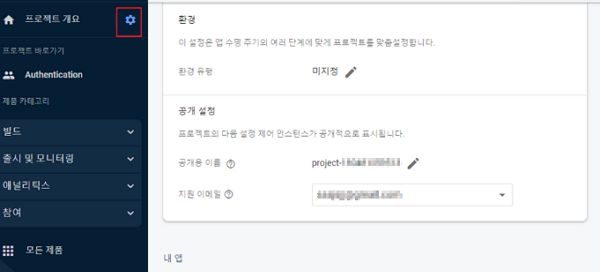 프로젝트 개요
프로젝트 바로가기
Authentication
제품 카테고리
빌드
출시 및 모니터링
애널리틱스
참여
모든 제품
환경
이 설정은 앱 수명 주기의 여러 단계에 맞게 프로젝트를 맞춤설정합니다.
환경 유형 미지정
공개 설정
프로젝트의 다음 설정 제어 인스턴스가 공개적으로 표시됩니다.
공개용 이름 project-
지원 이메일
내 앱